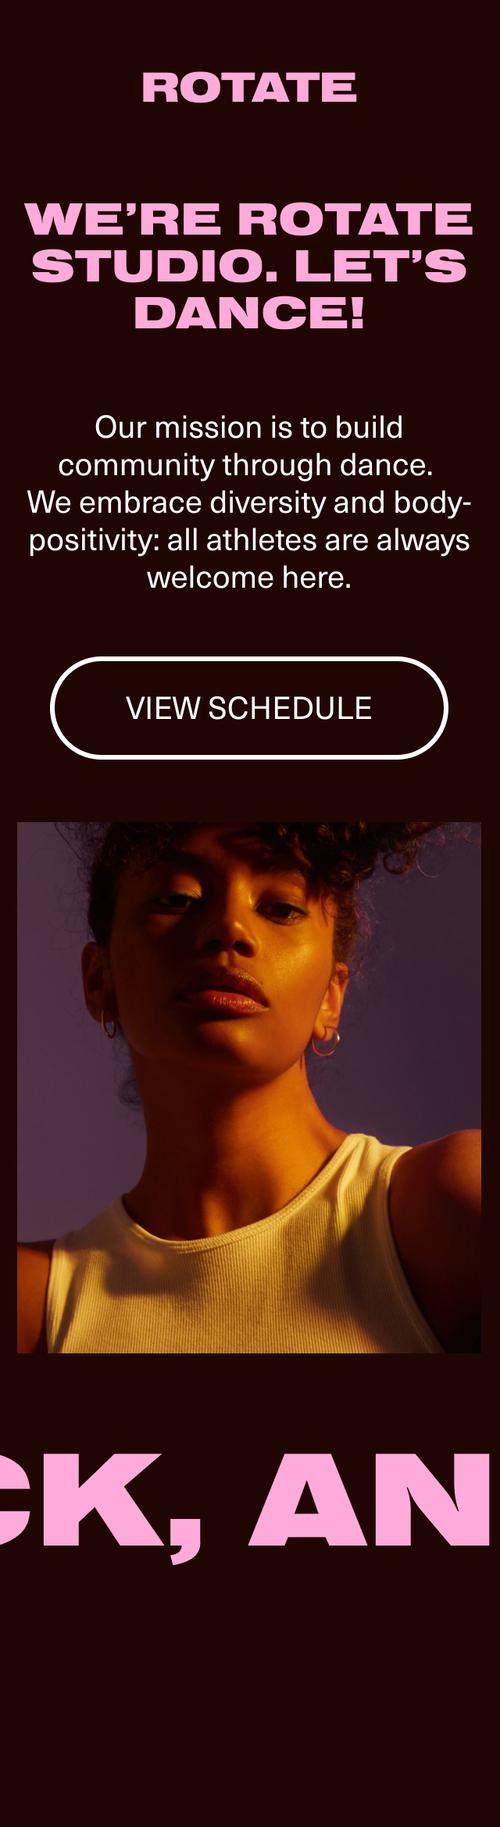 ROTATE
WE’RE ROTATE
STUDIO. LET’S
DANCE!
Our mission is to build
community through dance.
We embrace diversity and body-
positivity: all athletes are always
welcome here.
VIEW SCHEDULE
CK, AN